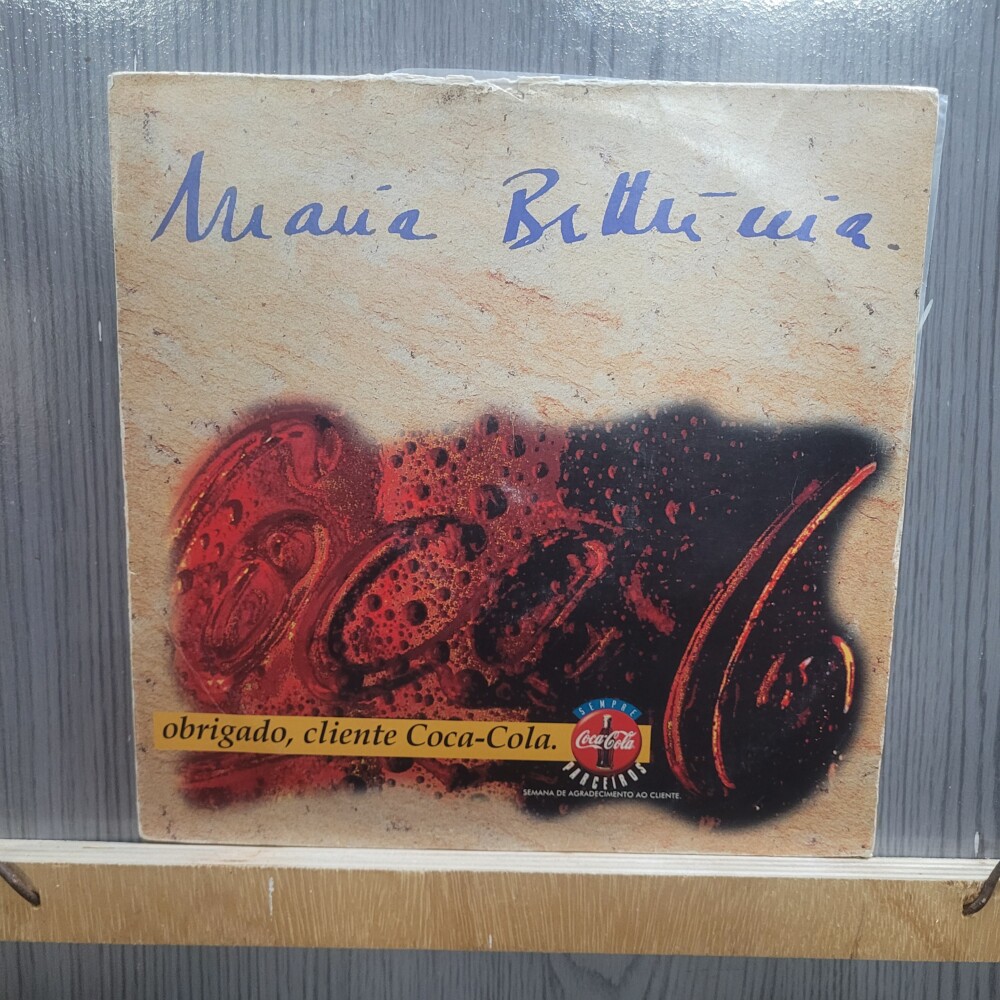 Maria Bethânia.
obrigado, cliente Coca-Cola.
SEMPRE
Coca-Cola
PARCEIROS
SEMANA DE AGRADECIMENTO AO CLIENTE.